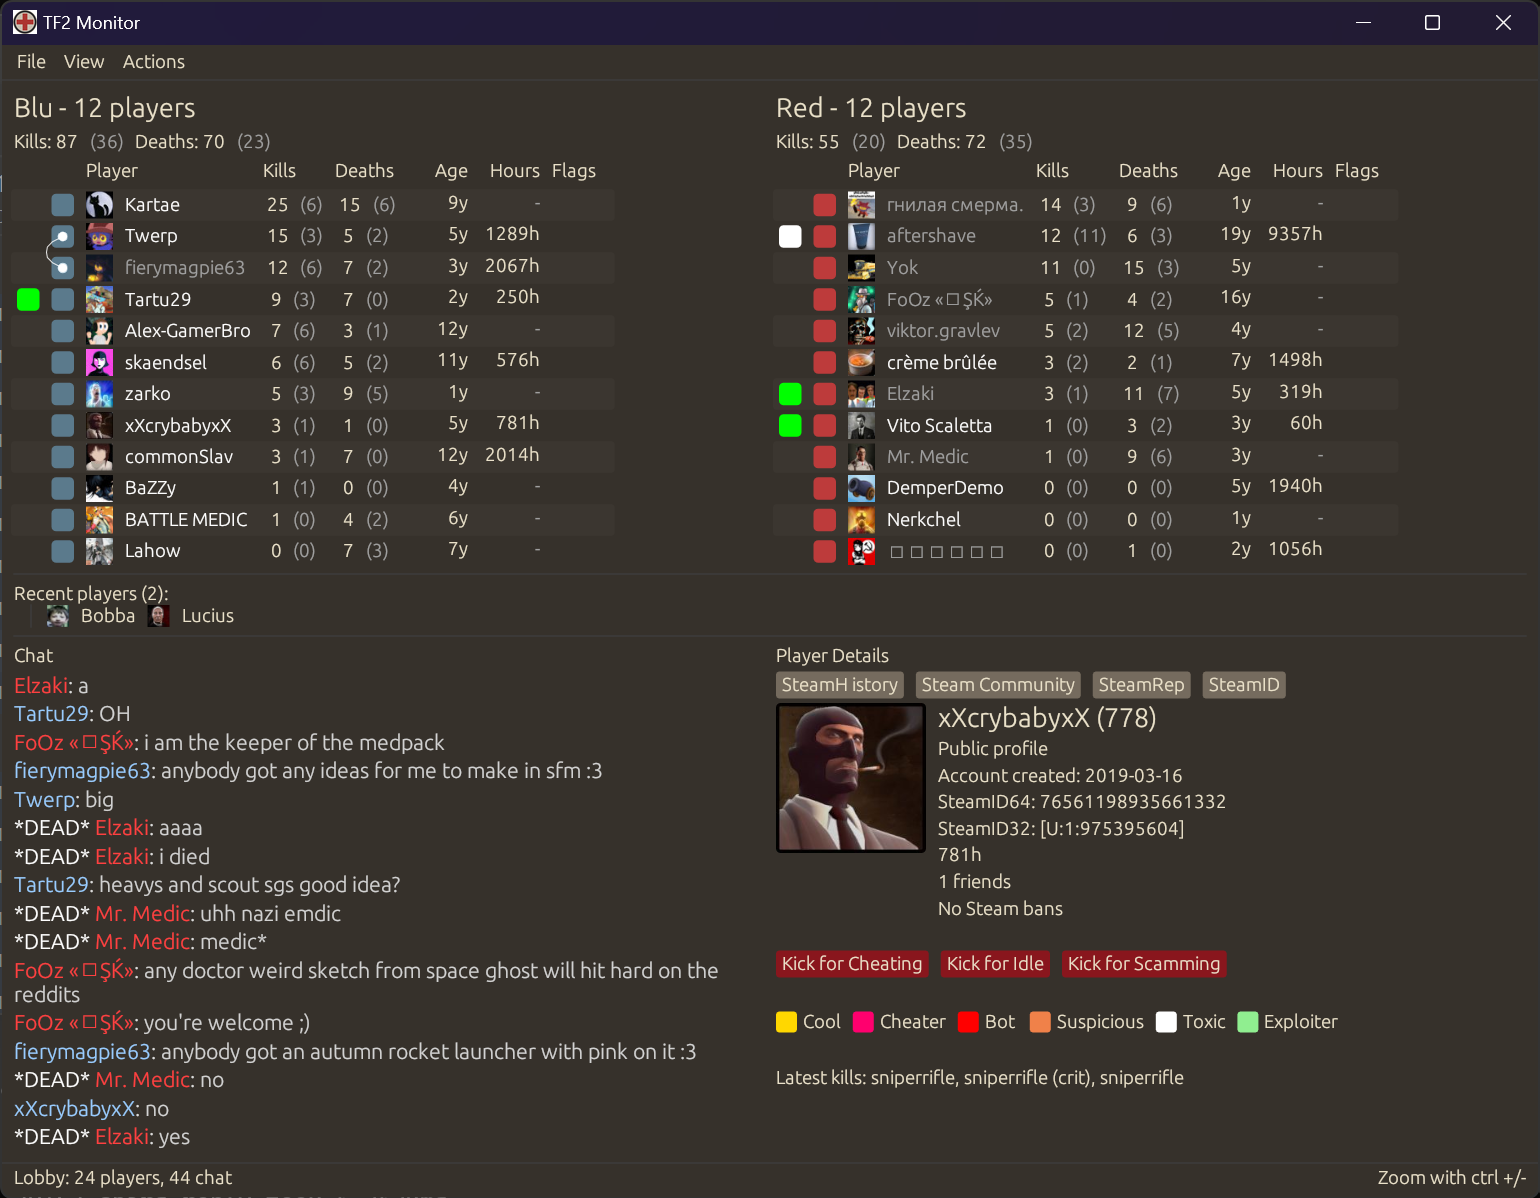 TF2 Monitor
File View Actions
Blu - 12 players
Kills: 87 (36) Deaths: 70 (23)
Player Kills Deaths Age Hours Flags
Kartae 25 (6) 15 (6) 9y -
Twerp 15 (3) 5 (2) 5y 1289h
fierymagpie63 12 (6) 7 (2) 3y 2067h
Tartu29 9 (3) 7 (0) 2y 250h
Alex-GamerBro 7 (6) 3 (1) 12y -
skaendsel 6 (6) 5 (2) 11y 576h
zarko 5 (3) 9 (5) 1y -
xXcrybabyxX 3 (1) 1 (0) 5y 781h
commonSlav 3 (1) 7 (0) 12y 2014h
BaZZy 1 (1) 0 (0) 4y -
BATTLE MEDIC 1 (0) 4 (2) 6y -
Lahow 0 (0) 7 (3) 7y -
Red - 12 players
Kills: 55 (20) Deaths: 72 (35)
Player Kills Deaths Age Hours Flags
гнилая смерма. 14 (3) 9 (6) 1y -
aftershave 12 (11) 6 (3) 19y 9357h
Yok 11 (0) 15 (3) 5y -
FoOz «□ŞḰ» 5 (1) 4 (2) 16y -
viktor.gravlev 5 (2) 12 (5) 4y -
crème brûlée 3 (2) 2 (1) 7y 1498h
Elzaki 3 (1) 11 (7) 5y 319h
Vito Scaletta 1 (0) 3 (2) 3y 60h
Mr. Medic 1 (0) 9 (6) 3y -
DemperDemo 0 (0) 0 (0) 5y 1940h
Nerkchel 0 (0) 0 (0) 1y -
□ □ □ □ □ □ 0 (0) 1 (0) 2y 1056h
Recent players (2):
Bobba Lucius
Chat
Elzaki: a
Tartu29: OH
FoOz «□ŞḰ»: i am the keeper of the medpack
fierymagpie63: anybody got any ideas for me to make in sfm :3
Twerp: big
*DEAD* Elzaki: aaaa
*DEAD* Elzaki: i died
Tartu29: heavys and scout sgs good idea?
*DEAD* Mr. Medic: uhh nazi emdic
*DEAD* Mr. Medic: medic*
FoOz «□ŞḰ»: any doctor weird sketch from space ghost will hit hard on the
reddits
FoOz «□ŞḰ»: you're welcome ;)
fierymagpie63: anybody got an autumn rocket launcher with pink on it :3
*DEAD* Mr. Medic: no
xXcrybabyxX: no
*DEAD* Elzaki: yes
Player Details
SteamH istory Steam Community SteamRep SteamID
xXcrybabyxX (778)
Public profile
Account created: 2019-03-16
SteamID64: 76561198935661332
SteamID32: [U:1:975395604]
781h
1 friends
No Steam bans
Kick for Cheating Kick for Idle Kick for Scamming
Cool Cheater Bot Suspicious Toxic Exploiter
Latest kills: sniperrifle, sniperrifle (crit), sniperrifle
Lobby: 24 players, 44 chat
Zoom with ctrl +/-